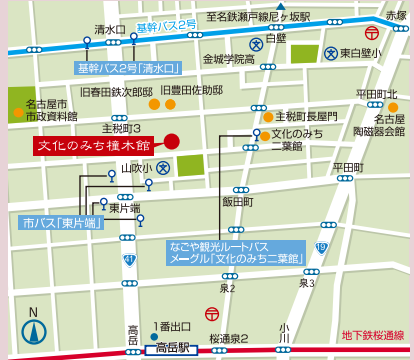 至名鉄瀬戸線尼ヶ坂駅
赤塚
清水口
基幹バス2号
白壁
東白壁小
金城学院高
基幹バス2号「清水口」
旧春田鉄次郎邸
旧豊田佐助邸
平田町北
名古屋市
市政資料館
主税町長屋門
名古屋
陶磁器会館
主税町3
文化のみち
二葉館
文化のみち撞木館
山吹小
平田町
飯田町
東片端
市バス「東片端」
なごや観光ルートバス
メーグル「文化のみち二葉館」
41
19
泉2
泉3
N
1番出口
高岳
高岳駅
桜通泉2
小川
地下鉄桜通線